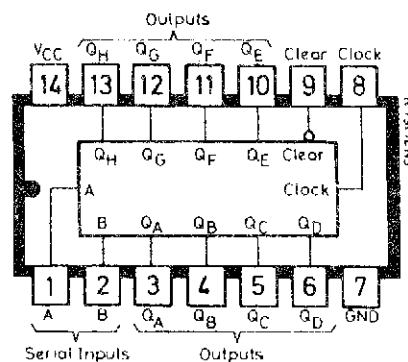 Outputs
VCC QH QG QF QE Clear Clock
14 13 12 11 10 9 8
QH QG QF QE Clear
A Clock
B QA QB QC QD
1 2 3 4 5 6 7
A B QA QB QC QD GND
Serial Inputs Outputs